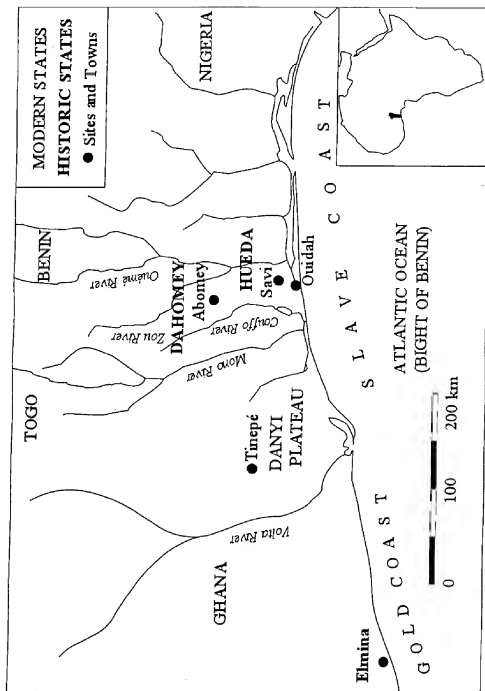 MODERN STATES
HISTORIC STATES
Sites and Towns
NIGERIA
BENIN
TOGO
GHANA
Ouémé River
DAHOMEY
Abomey
Zou River
Couffo River
HUEDA
Savi
Ouidah
Mono River
Tinepé
DANYI
PLATEAU
Volta River
SLAVE COAST
ATLANTIC OCEAN
(BIGHT OF BENIN)
GOLD COAST
Elmina
0 100 200 km